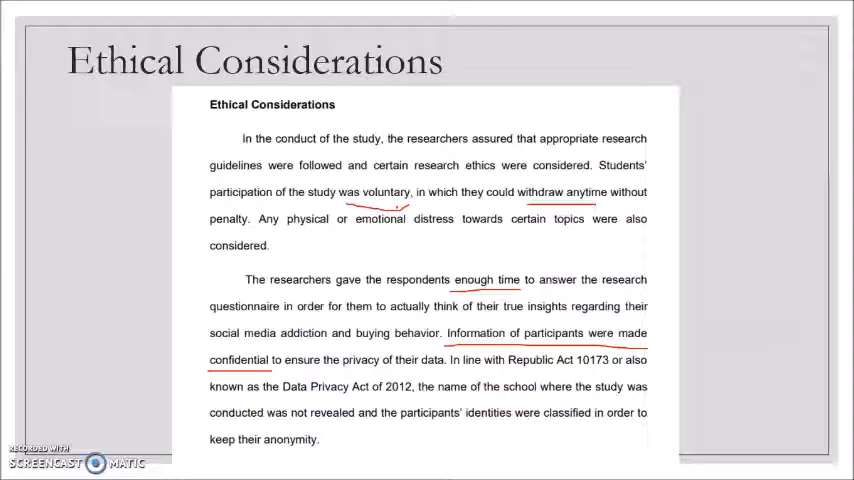 Ethical Considerations
Ethical Considerations
In the conduct of the study, the researchers assured that appropriate research
guidelines were followed and certain research ethics were considered. Students'
participation of the study was voluntary, in which they could withdraw anytime without
penalty. Any physical or emotional distress towards certain topics were also
considered.
The researchers gave the respondents enough time to answer the research
questionnaire in order for them to actually think of their true insights regarding their
social media addiction and buying behavior. Information of participants were made
confidential to ensure the privacy of their data. In line with Republic Act 10173 or also
known as the Data Privacy Act of 2012, the name of the school where the study was
conducted was not revealed and the participants' identities were classified in order to
keep their anonymity.
RECORDED WITH
SCREENCAST MATIC